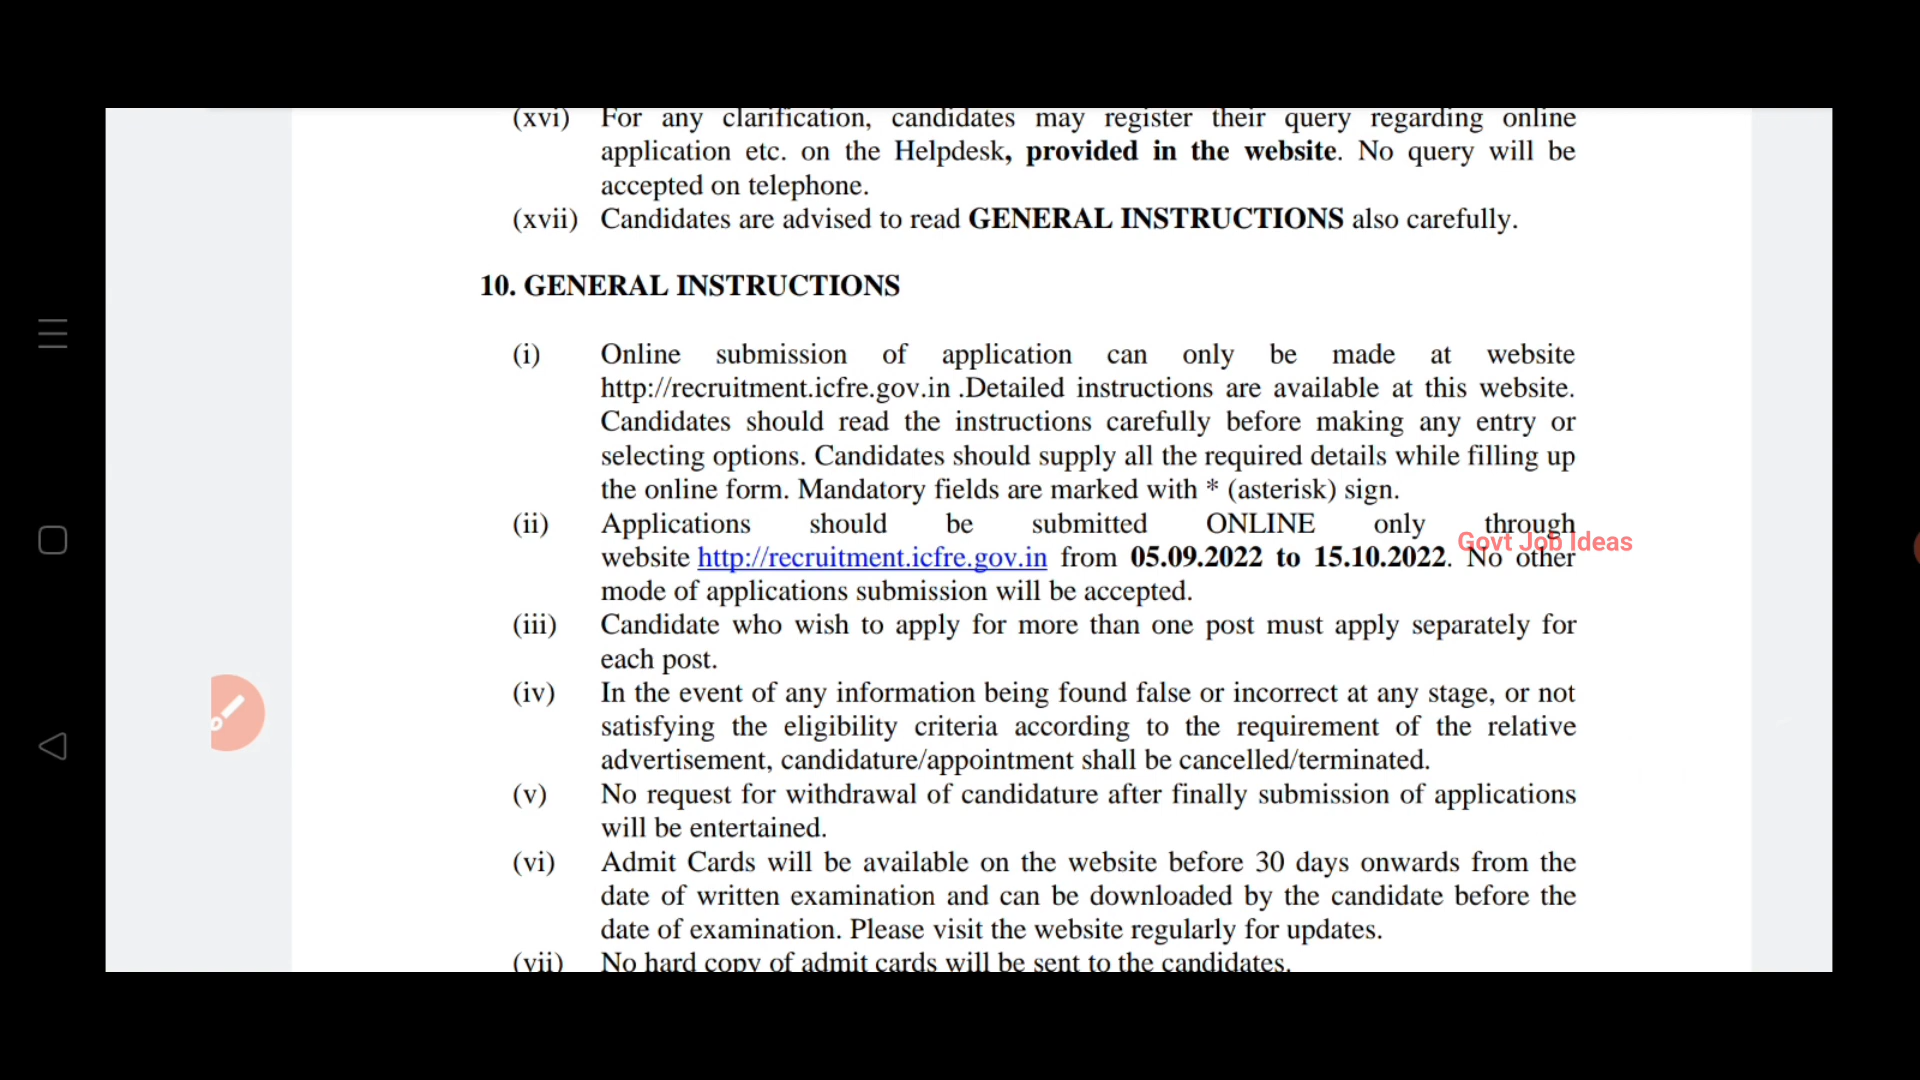 (xvi) For any clarification, candidates may register their query regarding online
application etc. on the Helpdesk, provided in the website. No query will be
accepted on telephone.
(xvii) Candidates are advised to read GENERAL INSTRUCTIONS also carefully.
10. GENERAL INSTRUCTIONS
(i) Online submission of application can only be made at website
http://recruitment.icfre.gov.in .Detailed instructions are available at this website.
Candidates should read the instructions carefully before making any entry or
selecting options. Candidates should supply all the required details while filling up
the online form. Mandatory fields are marked with * (asterisk) sign.
(ii) Applications should be submitted ONLINE only through
Govt Job Ideas
website http://recruitment.icfre.gov.in from 05.09.2022 to 15.10.2022. No other
mode of applications submission will be accepted.
(iii) Candidate who wish to apply for more than one post must apply separately for
each post.
(iv) In the event of any information being found false or incorrect at any stage, or not
satisfying the eligibility criteria according to the requirement of the relative
advertisement, candidature/appointment shall be cancelled/terminated.
(v) No request for withdrawal of candidature after finally submission of applications
will be entertained.
(vi) Admit Cards will be available on the website before 30 days onwards from the
date of written examination and can be downloaded by the candidate before the
date of examination. Please visit the website regularly for updates.
(vii) No hard copy of admit cards will be sent to the candidates.